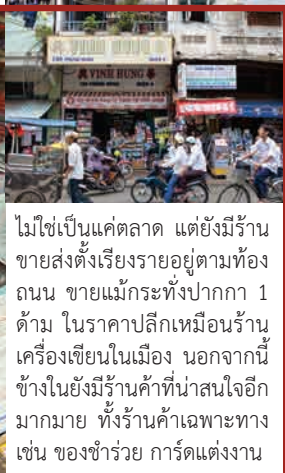 VINH HUNG
ไม่ใช่เป็นแค่ตลาด แต่ยังมีร้าน
ขายส่งตั้งเรียงรายอยู่ตามท้อง
ถนน ขายแม้กระทั่งปากกา 1
ด้าม ในราคาปลีกเหมือนร้าน
เครื่องเขียนในเมือง นอกจากนี้
ข้างในยังมีร้านค้าที่น่าสนใจอีก
มากมาย ทั้งร้านค้าเฉพาะทาง
เช่น ของชำร่วย การ์ดแต่งงาน